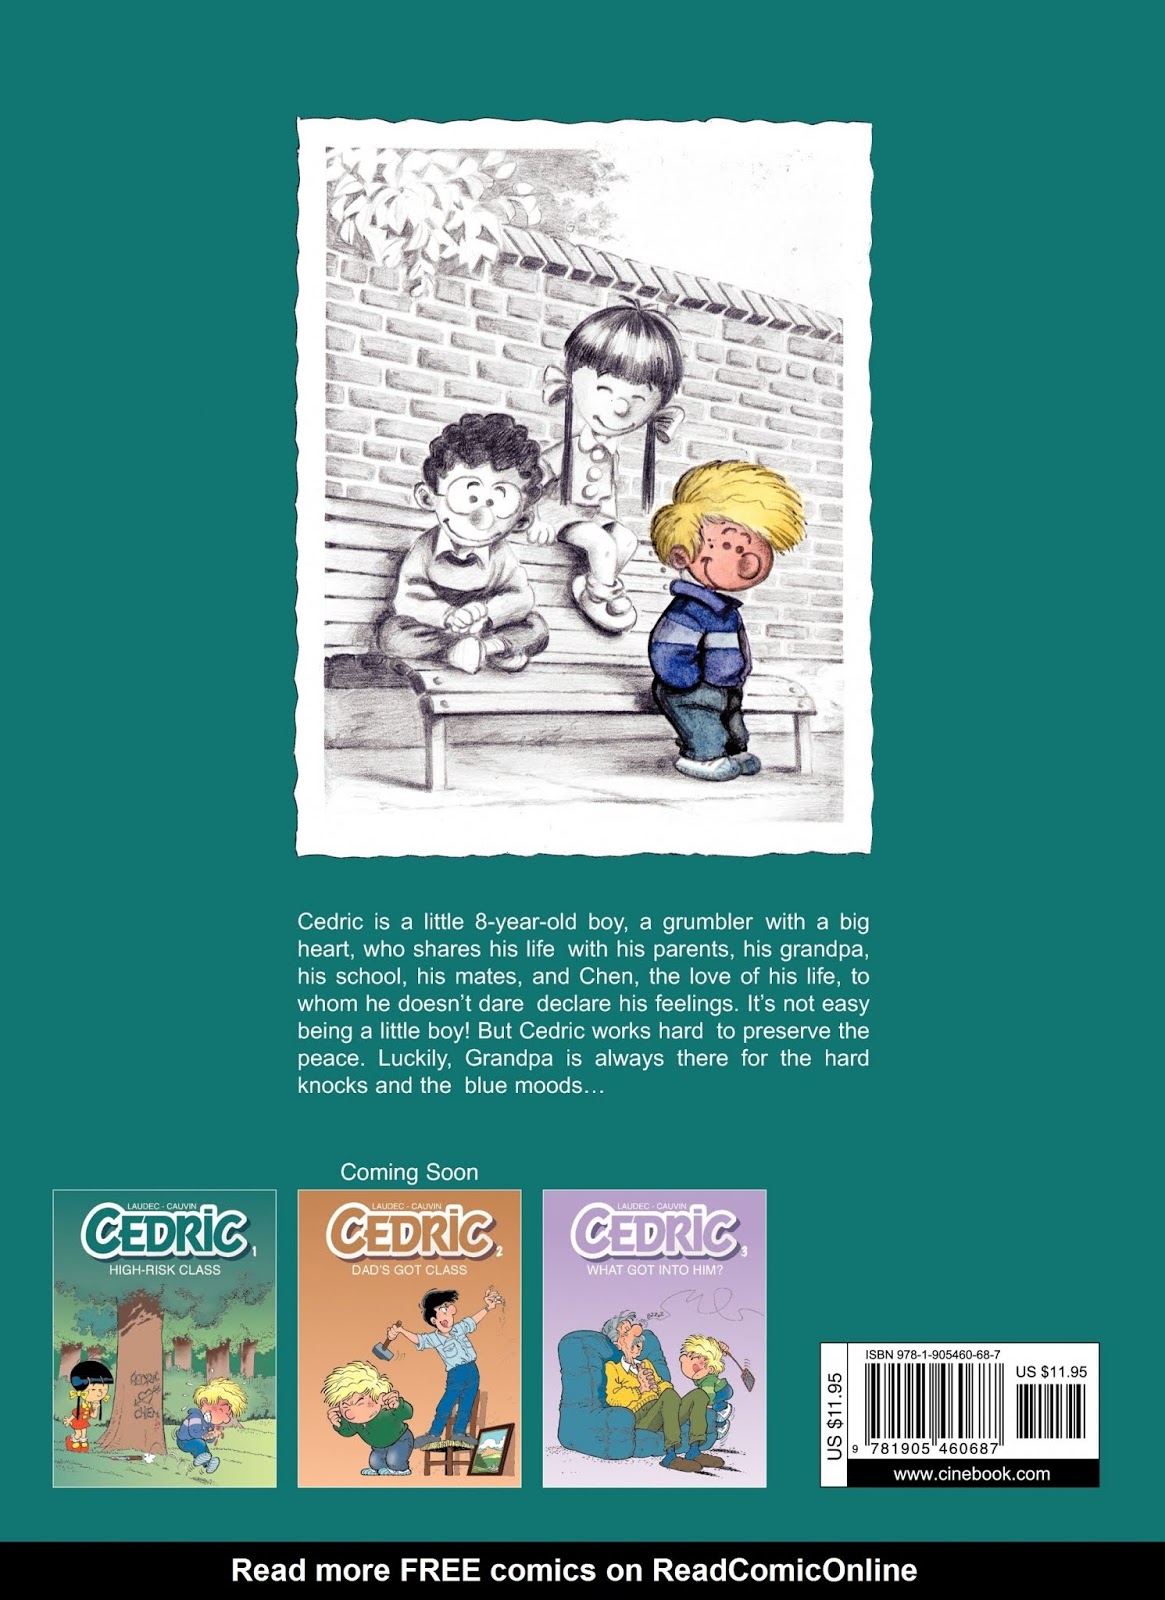 Cedric is a little 8-year-old boy, a grumbler with a big
heart, who shares his life with his parents, his grandpa,
his school, his mates, and Chen, the love of his life, to
whom he doesn't dare declare his feelings. It's not easy
being a little boy! But Cedric works hard to preserve the
peace. Luckily, Grandpa is always there for the hard
knocks and the blue moods…
Coming Soon
LAUDEC - CAUVIN
CEDRIC
1
HIGH-RISK CLASS
CEDRIC
CHEN
LAUDEC - CAUVIN
CEDRIC
2
DAD'S GOT CLASS
LAUDEC - CAUVIN
CEDRIC
3
WHAT GOT INTO HIM?
ISBN 978-1-905460-68-7
US $11.95
US $11.95
9 781905 460687
www.cinebook.com
Read more FREE comics on ReadComicOnline